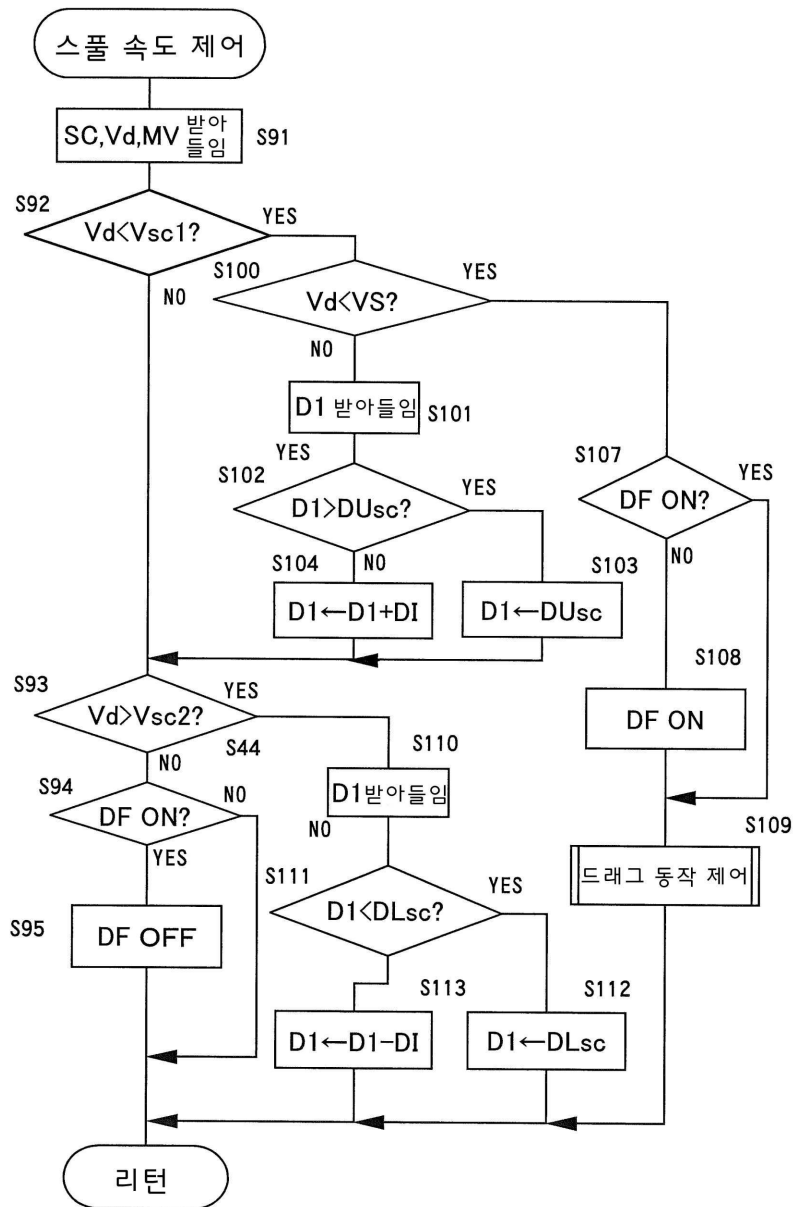 스풀 속도 제어
SC,Vd,MV 받아
들임
S91
S92
Vd<Vsc1?
YES
NO
S100
Vd<VS?
YES
NO
D1 받아들임
S101
YES
S102
D1>DUsc?
YES
S107
DF ON?
YES
NO
S104
NO
D1←D1+DI
S103
D1←DUsc
S108
DF ON
S93
Vd>Vsc2?
YES
S44
NO
S110
D1받아들임
NO
S94
DF ON?
NO
YES
S109
드래그 동작 제어
S111
D1<DLsc?
YES
S95
DF OFF
S113
D1←D1−DI
S112
D1←DLsc
리턴